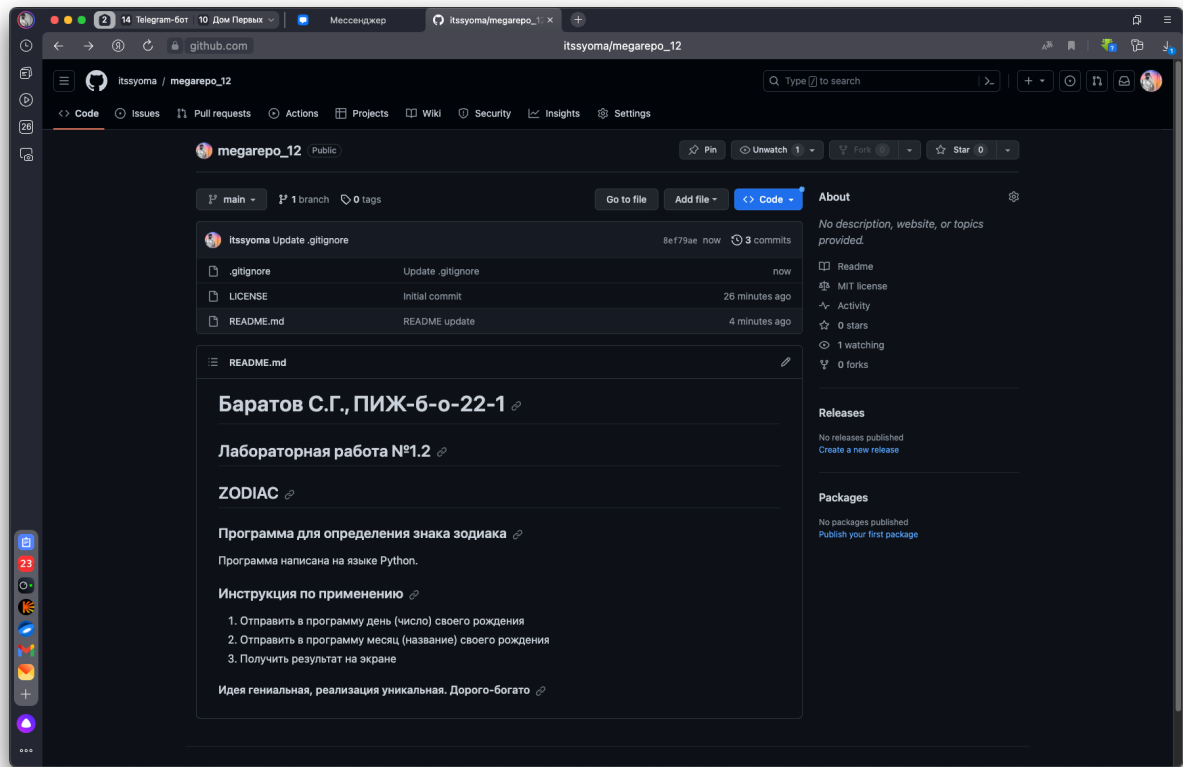 2 14 Telegram-бот 10 Дом Первых Мессенджер itssyoma/megarepo_1
github.com itssyoma/megarepo_12
itssyoma / megarepo_12 Type / to search
Code Issues Pull requests Actions Projects Wiki Security Insights Settings
26
megarepo_12 Public Pin Unwatch 1 Fork 0 Star 0
main 1 branch 0 tags Go to file Add file Code
itssyoma Update .gitignore 8ef79ae now 3 commits
.gitignore Update .gitignore now
LICENSE Initial commit 26 minutes ago
README.md README update 4 minutes ago
README.md
Баратов С.Г., ПИЖ-б-о-22-1
Лабораторная работа №1.2
ZODIAC
Программа для определения знака зодиака
Программа написана на языке Python.
Инструкция по применению
1. Отправить в программу день (число) своего рождения
2. Отправить в программу месяц (название) своего рождения
3. Получить результат на экране
Идея гениальная, реализация уникальная. Дорого-богато
About
No description, website, or topics
provided.
Readme
MIT license
Activity
0 stars
1 watching
0 forks
Releases
No releases published
Create a new release
Packages
No packages published
Publish your first package
23